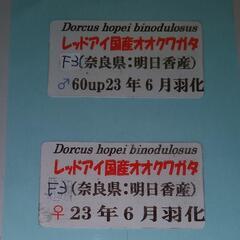 Dorcus hopei binodulosus
レッドアイ国産オオクワガタ
F3(奈良県:明日香産)
♂60up23年6月羽化
Dorcus hopei binodulosus
レッドアイ国産オオクワガタ
F3(奈良県:明日香産)
♀ 23年6月羽化